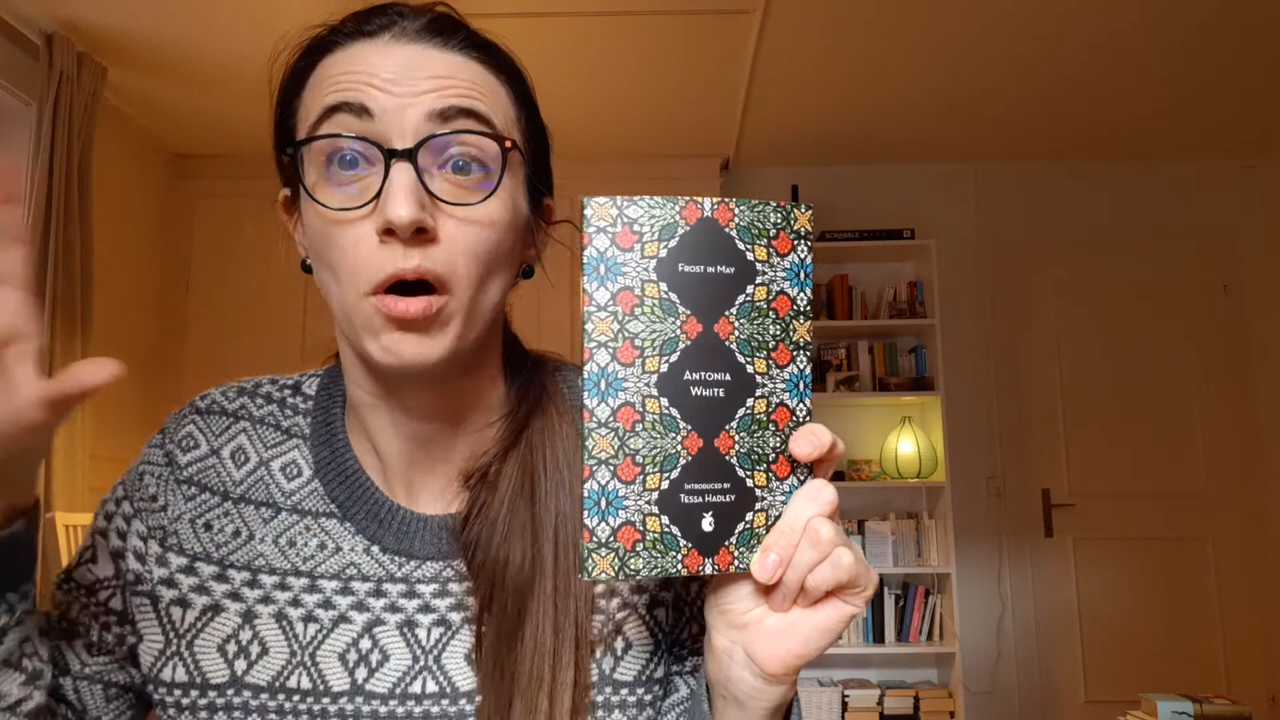 FROST IN MAY
ANTONIA
WHITE
INTRODUCED BY
TESSA HADLEY
SCRABBLE